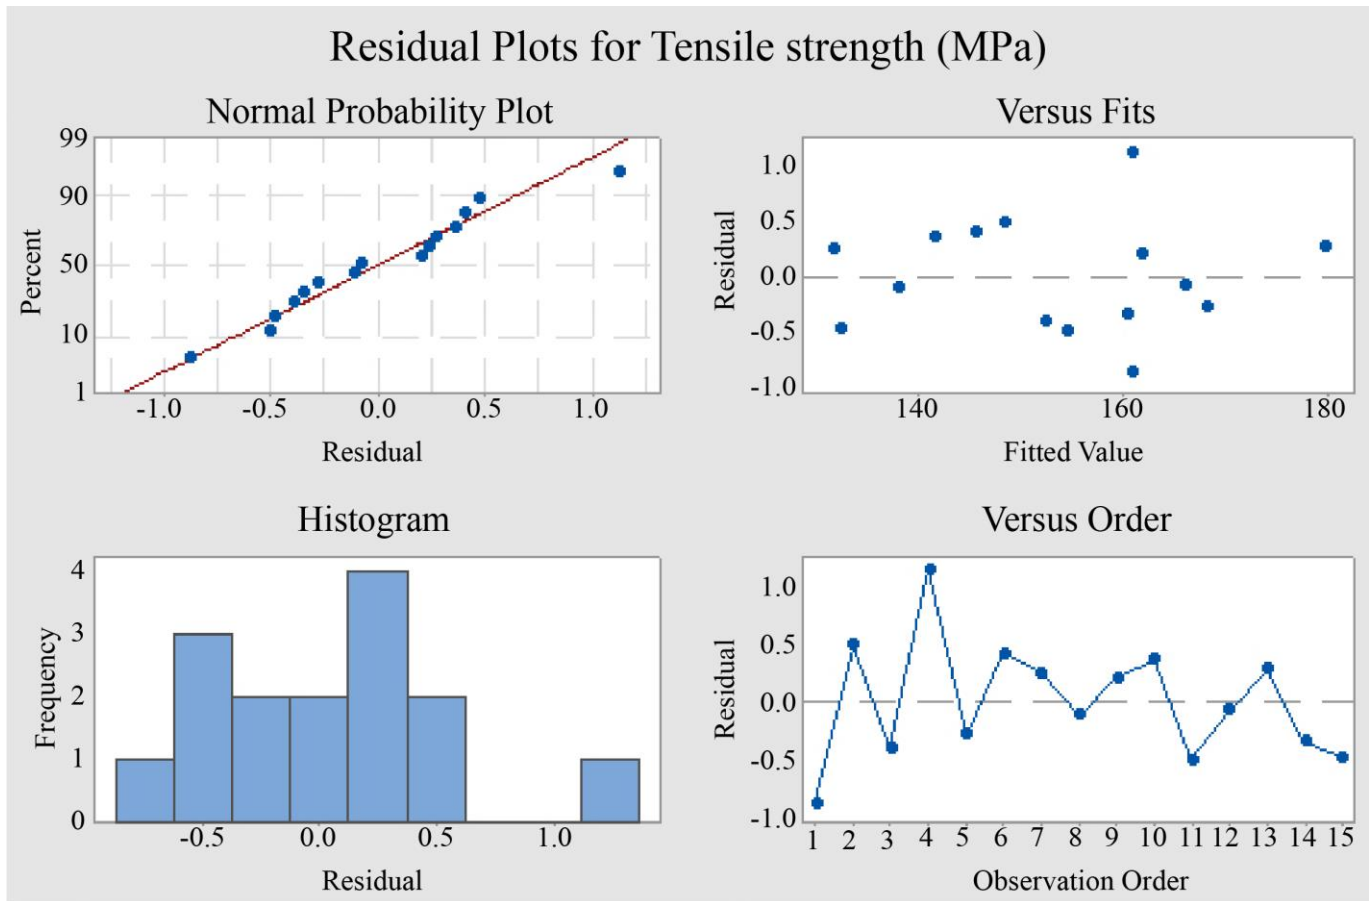 Residual Plots for Tensile strength (MPa)
Normal Probability Plot
99
90
50
10
1
Percent
-1.0 -0.5 0.0 0.5 1.0
Residual
Versus Fits
1.0
0.5
0.0
-0.5
-1.0
Residual
140 160 180
Fitted Value
Histogram
4
3
2
1
0
Frequency
-0.5 0.0 0.5 1.0
Residual
Versus Order
1.0
0.5
0.0
-0.5
-1.0
Residual
1 2 3 4 5 6 7 8 9 10 11 12 13 14 15
Observation Order